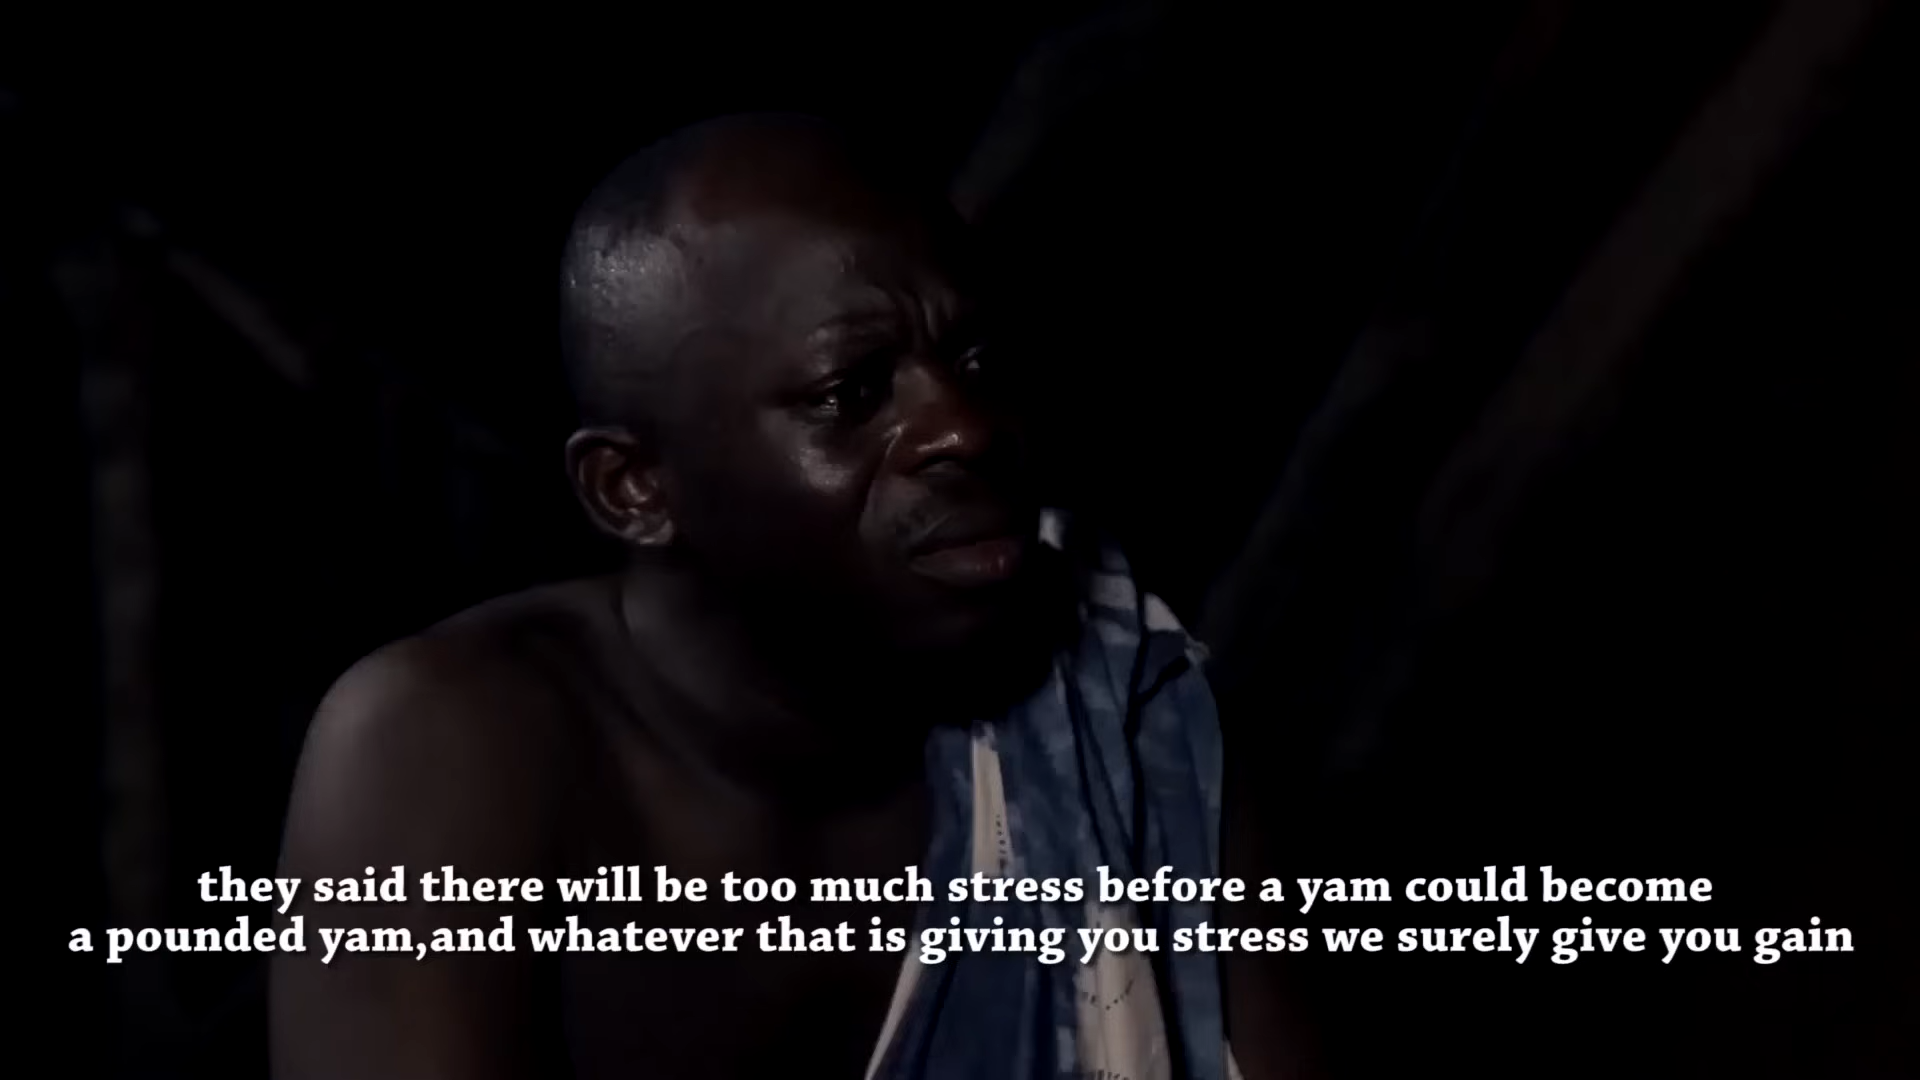 they said there will be too much stress before a yam could become
a pounded yam,and whatever that is giving you stress we surely give you gain